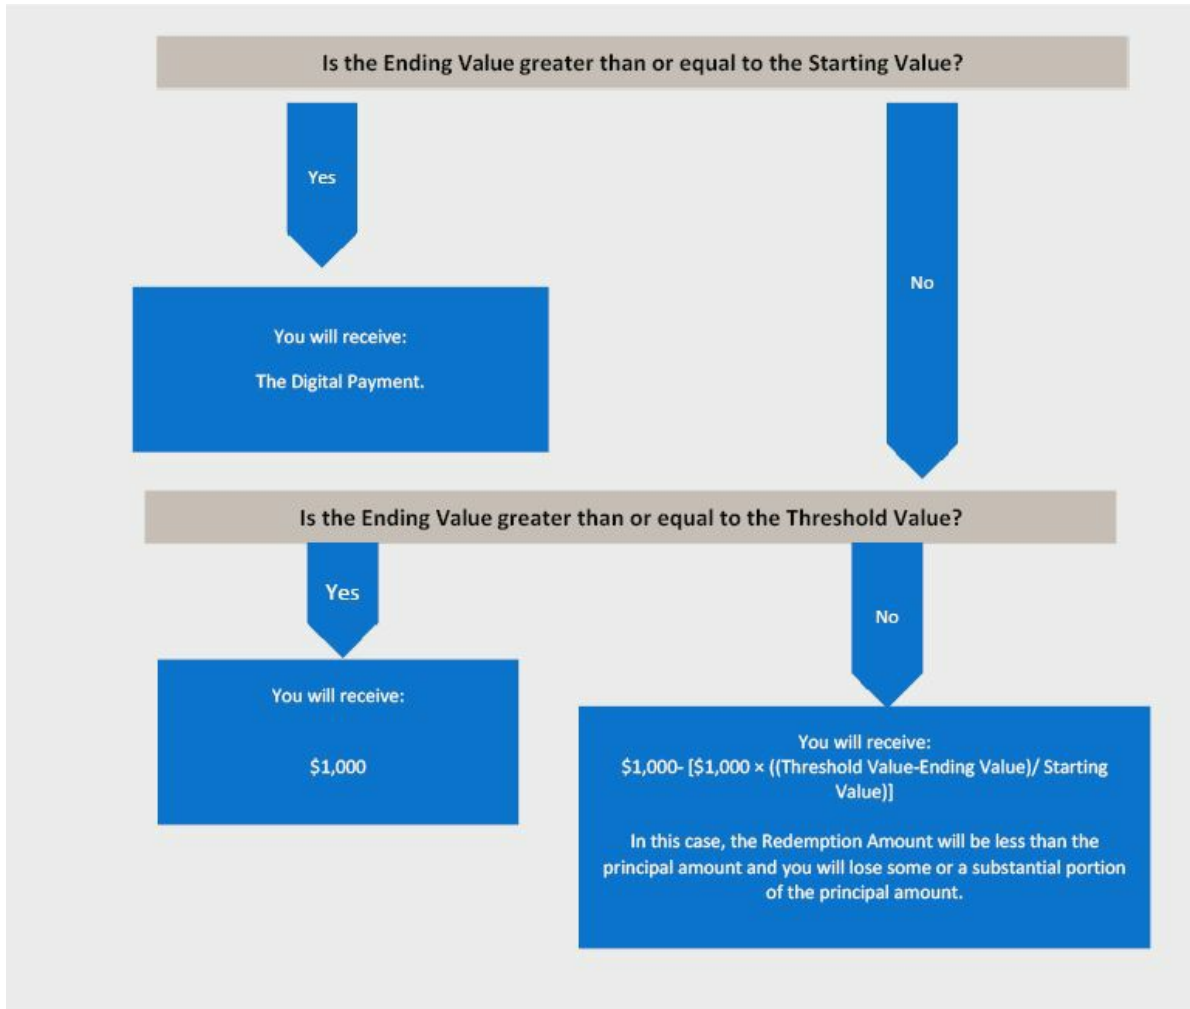 Is the Ending Value greater than or equal to the Starting Value?
Yes
No
You will receive:
The Digital Payment.
Is the Ending Value greater than or equal to the Threshold Value?
Yes
No
You will receive:
$1,000
You will receive:
$1,000- [$1,000 × ((Threshold Value-Ending Value)/ Starting
Value)]
In this case, the Redemption Amount will be less than the
principal amount and you will lose some or a substantial portion
of the principal amount.